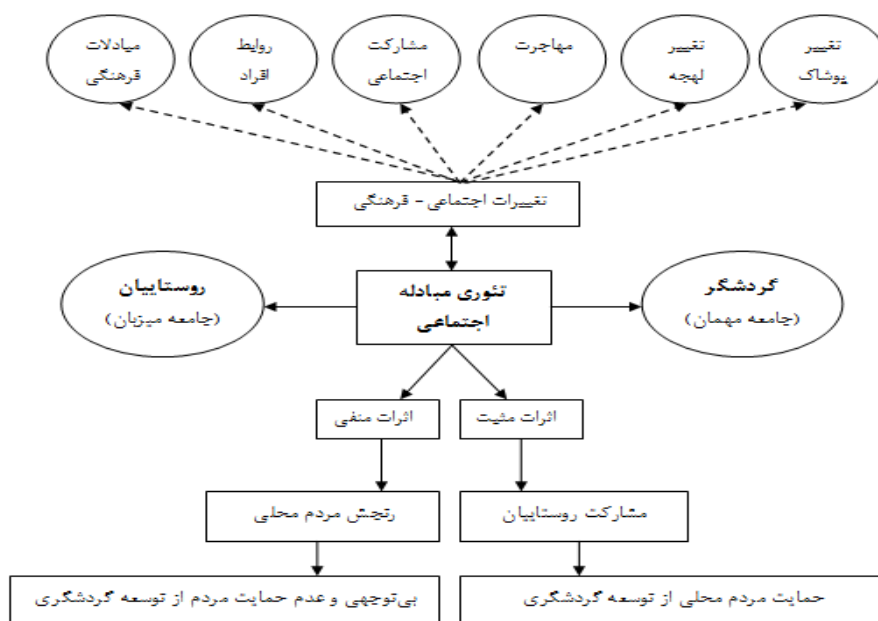 تغییر
پوشاک
تغییر
لهجه
مهاجرت
مشارکت
اجتماعی
روابط
افراد
مبادلات
فرهنگی
تغییرات اجتماعی - فرهنگی
گردشگر
(جامعه مهمان)
تئوری مبادله
اجتماعی
روستاییان
(جامعه میزبان)
اثرات مثبت
اثرات منفی
مشارکت روستاییان
رنجش مردم محلی
حمایت مردم محلی از توسعه گردشگری
بی‌توجهی و عدم حمایت مردم از توسعه گردشگری